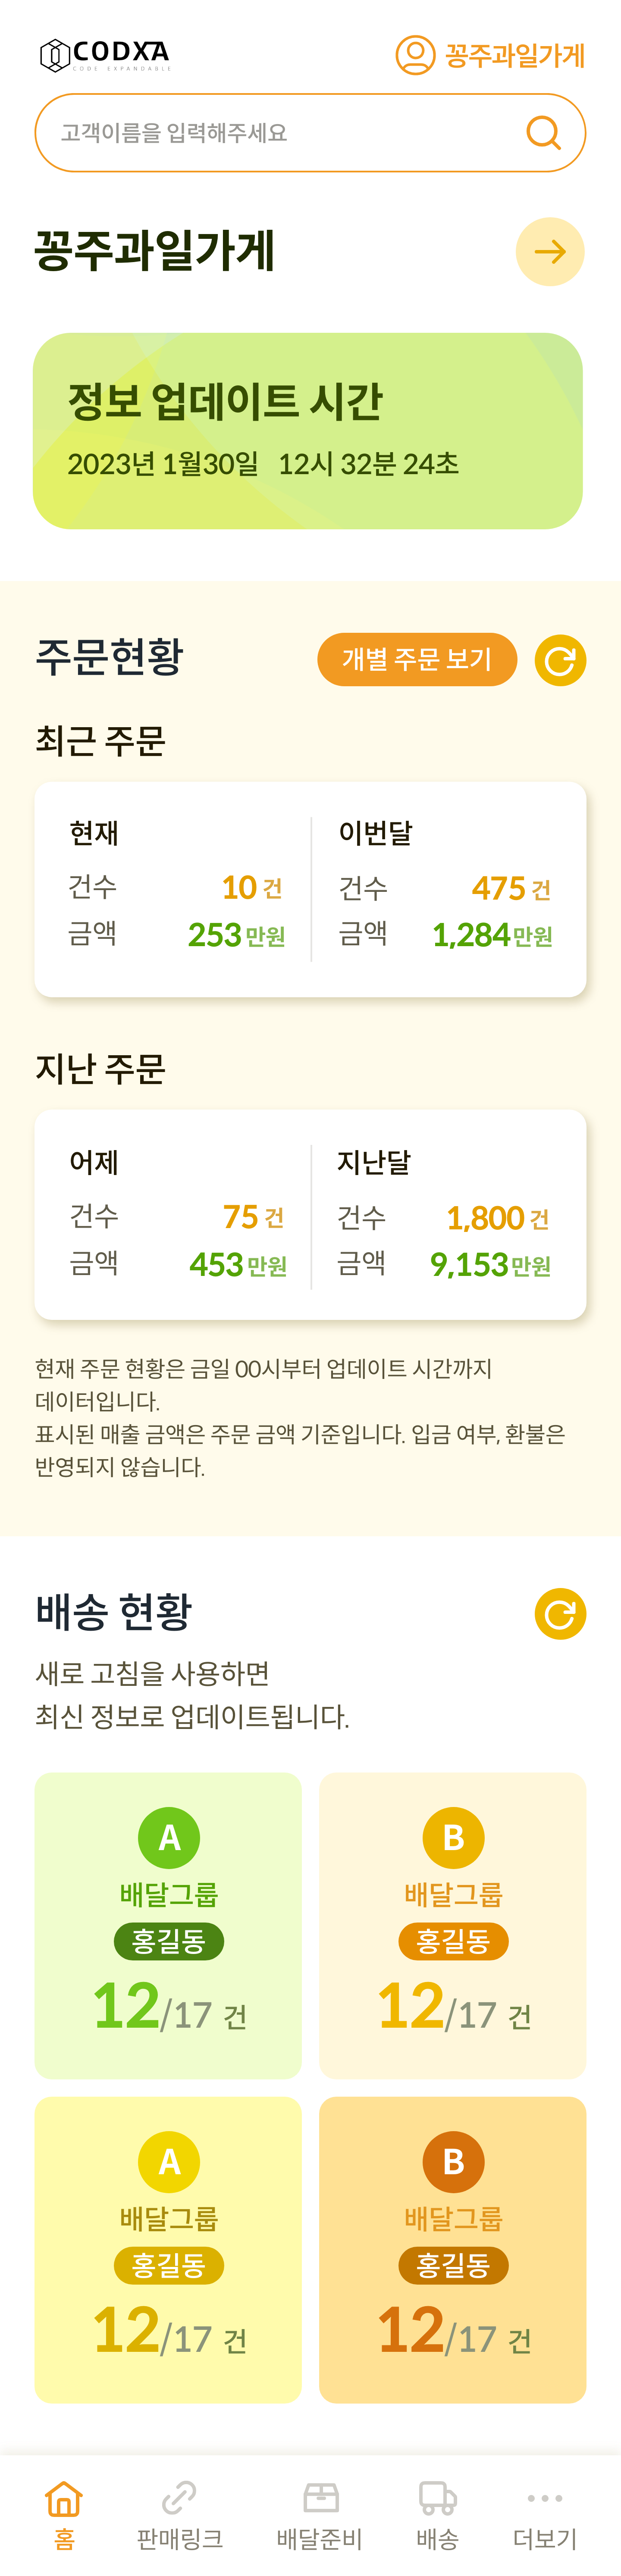 CODXA
CODE EXPANDABLE
꽁주과일가게
고객이름을 입력해주세요
꽁주과일가게
정보 업데이트 시간
2023년 1월30일 12시 32분 24초
주문현황
개별 주문 보기
최근 주문
현재
건수 10 건
금액 253 만원
이번달
건수 475 건
금액 1,284 만원
지난 주문
어제
건수 75 건
금액 453 만원
지난달
건수 1,800 건
금액 9,153 만원
현재 주문 현황은 금일 00시부터 업데이트 시간까지
데이터입니다.
표시된 매출 금액은 주문 금액 기준입니다. 입금 여부, 환불은
반영되지 않습니다.
배송 현황
새로 고침을 사용하면
최신 정보로 업데이트됩니다.
A
배달그룹
홍길동
12/17 건
B
배달그룹
홍길동
12/17 건
A
배달그룹
홍길동
12/17 건
B
배달그룹
홍길동
12/17 건
홈
판매링크
배달준비
배송
더보기